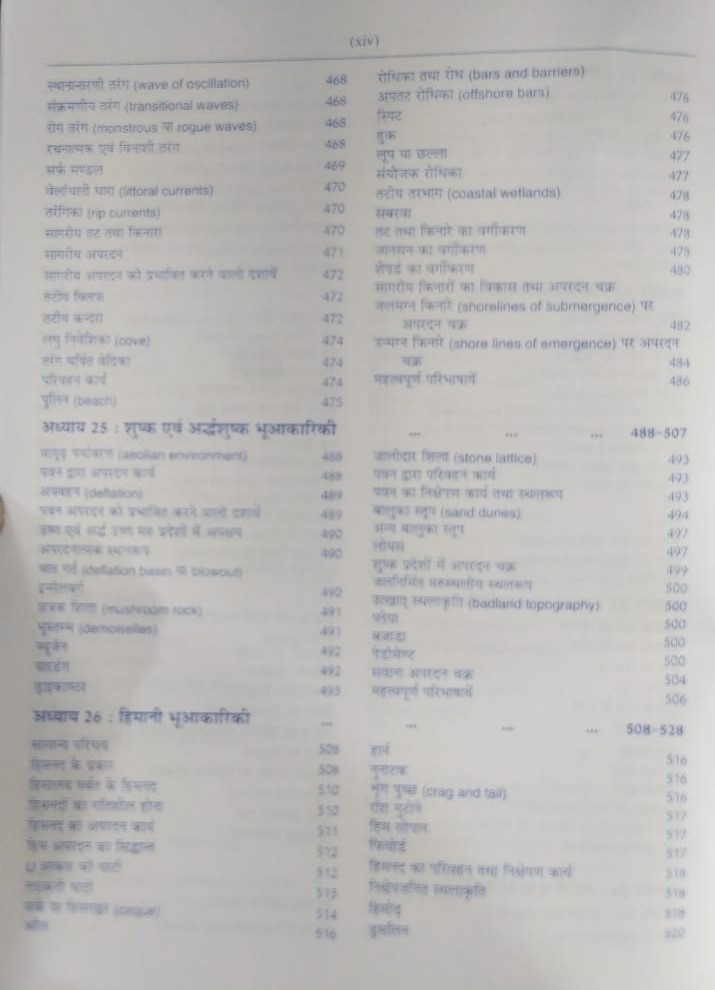 (xiv)
स्थानान्तरणी तरंग (wave of oscillation) 468
संक्रमणीय तरंग (transitional waves) 468
रोग तरंग (monstrous या rogue waves) 468
रचनात्मक एवं विनाशी तरंग 468
सर्फ मण्डल 469
वेलांचली धारा (littoral currents) 470
तरंगिका (rip currents) 470
सागरीय तट तथा किनारा 470
सागरीय अपरदन 471
सागरीय अपरदन को प्रभावित करने वाली दशायें 472
तटीय क्लिफ 472
तटीय कन्दरा 472
लघु निवेशिका (cove) 474
तरंग घर्षित वेदिका 474
परिवहन कार्य 474
पुलिन (beach) 475
रोधिका तथा रोध (bars and barriers)
अपतट रोधिका (offshore bars) 476
स्पिट 476
हुक 476
लूप या छल्ला 477
संयोजक रोधिका 477
तटीय तरभाग (coastal wetlands) 478
सबरखा 478
तट तथा किनारे का वर्गीकरण 478
जानसन का वर्गीकरण 479
शेपर्ड का वर्गीकरण 480
सागरीय किनारों का विकास तथा अपरदन चक्र
जलमग्न किनारे (shorelines of submergence) पर
अपरदन चक्र 482
उन्मग्न किनारे (shore lines of emergence) पर अपरदन
चक्र 484
महत्वपूर्ण परिभाषायें 486
अध्याय 25 : शुष्क एवं अर्द्धशुष्क भूआकारिकी ... ... ... 488-507
वायूढ़ पर्यावरण (aeolian environment) 488
पवन द्वारा अपरदन कार्य 488
अपवहन (deflation) 489
पवन अपरदन को प्रभावित करने वाली दशायें 489
उष्ण एवं अर्द्ध उष्ण मरु प्रदेशों में अपक्षय 490
अपरदनात्मक स्थलरूप 490
वात गर्त (deflation basin या blowout)
इन्सेलबर्ग 490
छत्रक शिला (mushroom rock) 491
भूस्तम्भ (demoiselles) 491
ज्यूजेन 492
यारडंग 492
ड्राइकान्टर 493
जालीदार शिला (stone lattice) 493
पवन द्वारा परिवहन कार्य 493
पवन का निक्षेपण कार्य तथा स्थलरूप 493
बालुका स्तूप (sand dunes) 494
अन्य बालुका स्तूप 497
लोयस 497
शुष्क प्रदेशों में अपरदन चक्र 499
जलनिर्मित मरुस्थलीय स्थलरूप 500
उत्खात् स्थलाकृति (badland topography) 500
प्लेया 500
बजाडा 500
पेडीमेण्ट 500
सवाना अपरदन चक्र 504
महत्वपूर्ण परिभाषायें 506
अध्याय 26 : हिमानी भूआकारिकी ... ... ... ... 508-528
सामान्य परिचय 508
हिमनद के प्रकार 508
हिमालय पर्वत के हिमनद 510
हिमनदों का गतिशील होना 510
हिमनद का अपरदन कार्य 511
हिम अपरदन का सिद्धान्त 512
U आकार की घाटी 512
लटकती घाटी 513
सर्क या हिमगह्वर (cirque) 514
516
हार्न 516
नुनाटक 516
शृंग पुच्छ (crag and tail) 516
रॉश मुटोने 517
हिम सोपान 517
फियोर्ड 517
हिमनद का परिवहन तथा निक्षेपण कार्य 518
निक्षेपजनित स्थलाकृति 518
हिमोढ़ 518
ड्रमलिन 520